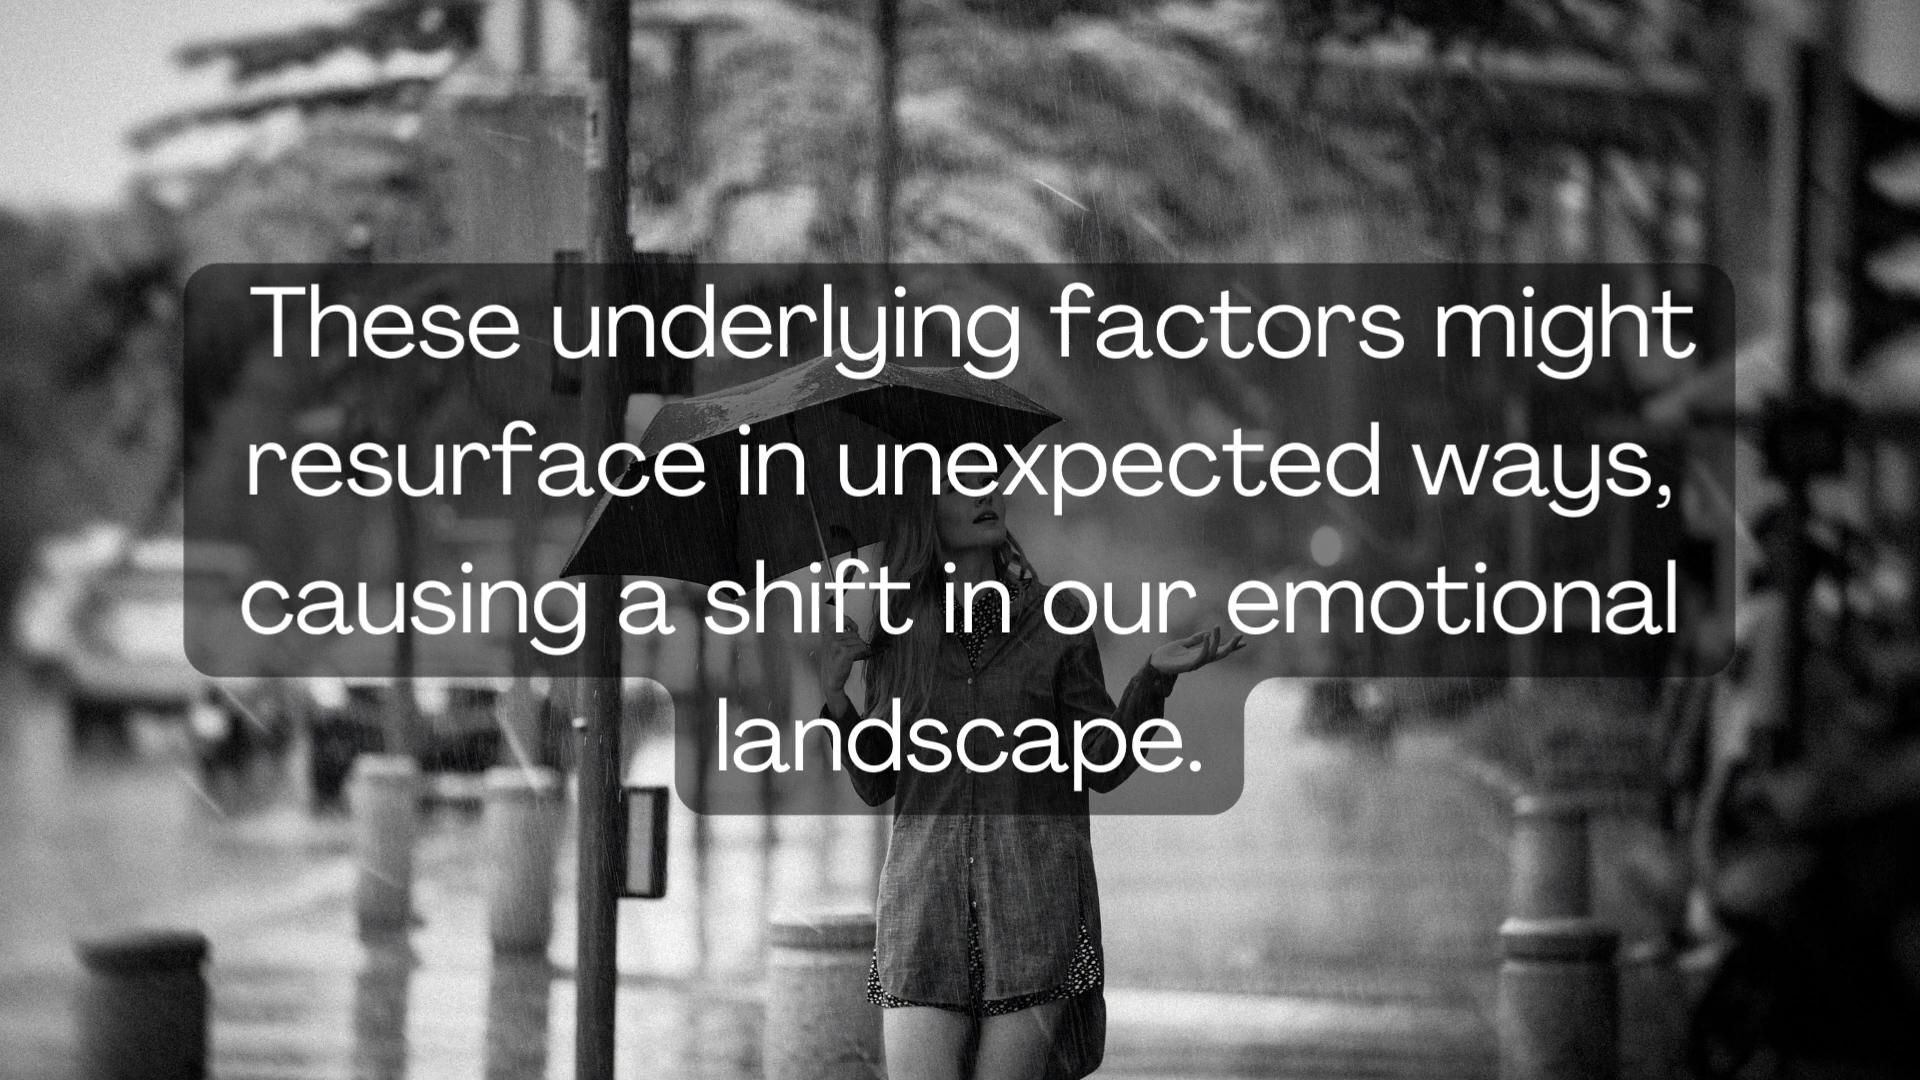 These underlying factors might
resurface in unexpected ways,
causing a shift in our emotional
landscape.